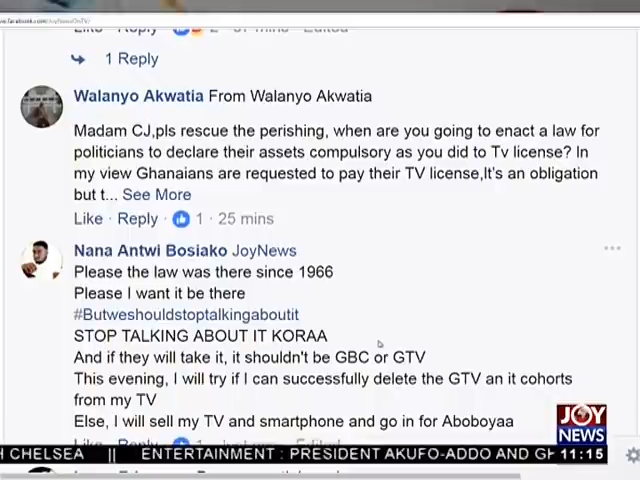 1 Reply
Walanyo Akwatia From Walanyo Akwatia
Madam CJ,pls rescue the perishing, when are you going to enact a law for
politicians to declare their assets compulsory as you did to Tv license? In
my view Ghanaians are requested to pay their TV license,It's an obligation
but t... See More
Like · Reply · 1 · 25 mins
Nana Antwi Bosiako JoyNews
Please the law was there since 1966
Please I want it be there
#Butweshouldstoptalkingaboutit
STOP TALKING ABOUT IT KORAA
And if they will take it, it shouldn't be GBC or GTV
This evening, I will try if I can successfully delete the GTV an it cohorts
from my TV
Else, I will sell my TV and smartphone and go in for Aboboyaa
JOY
NEWS
H CHELSEA || ENTERTAINMENT : PRESIDENT AKUFO-ADDO AND GH 11:15